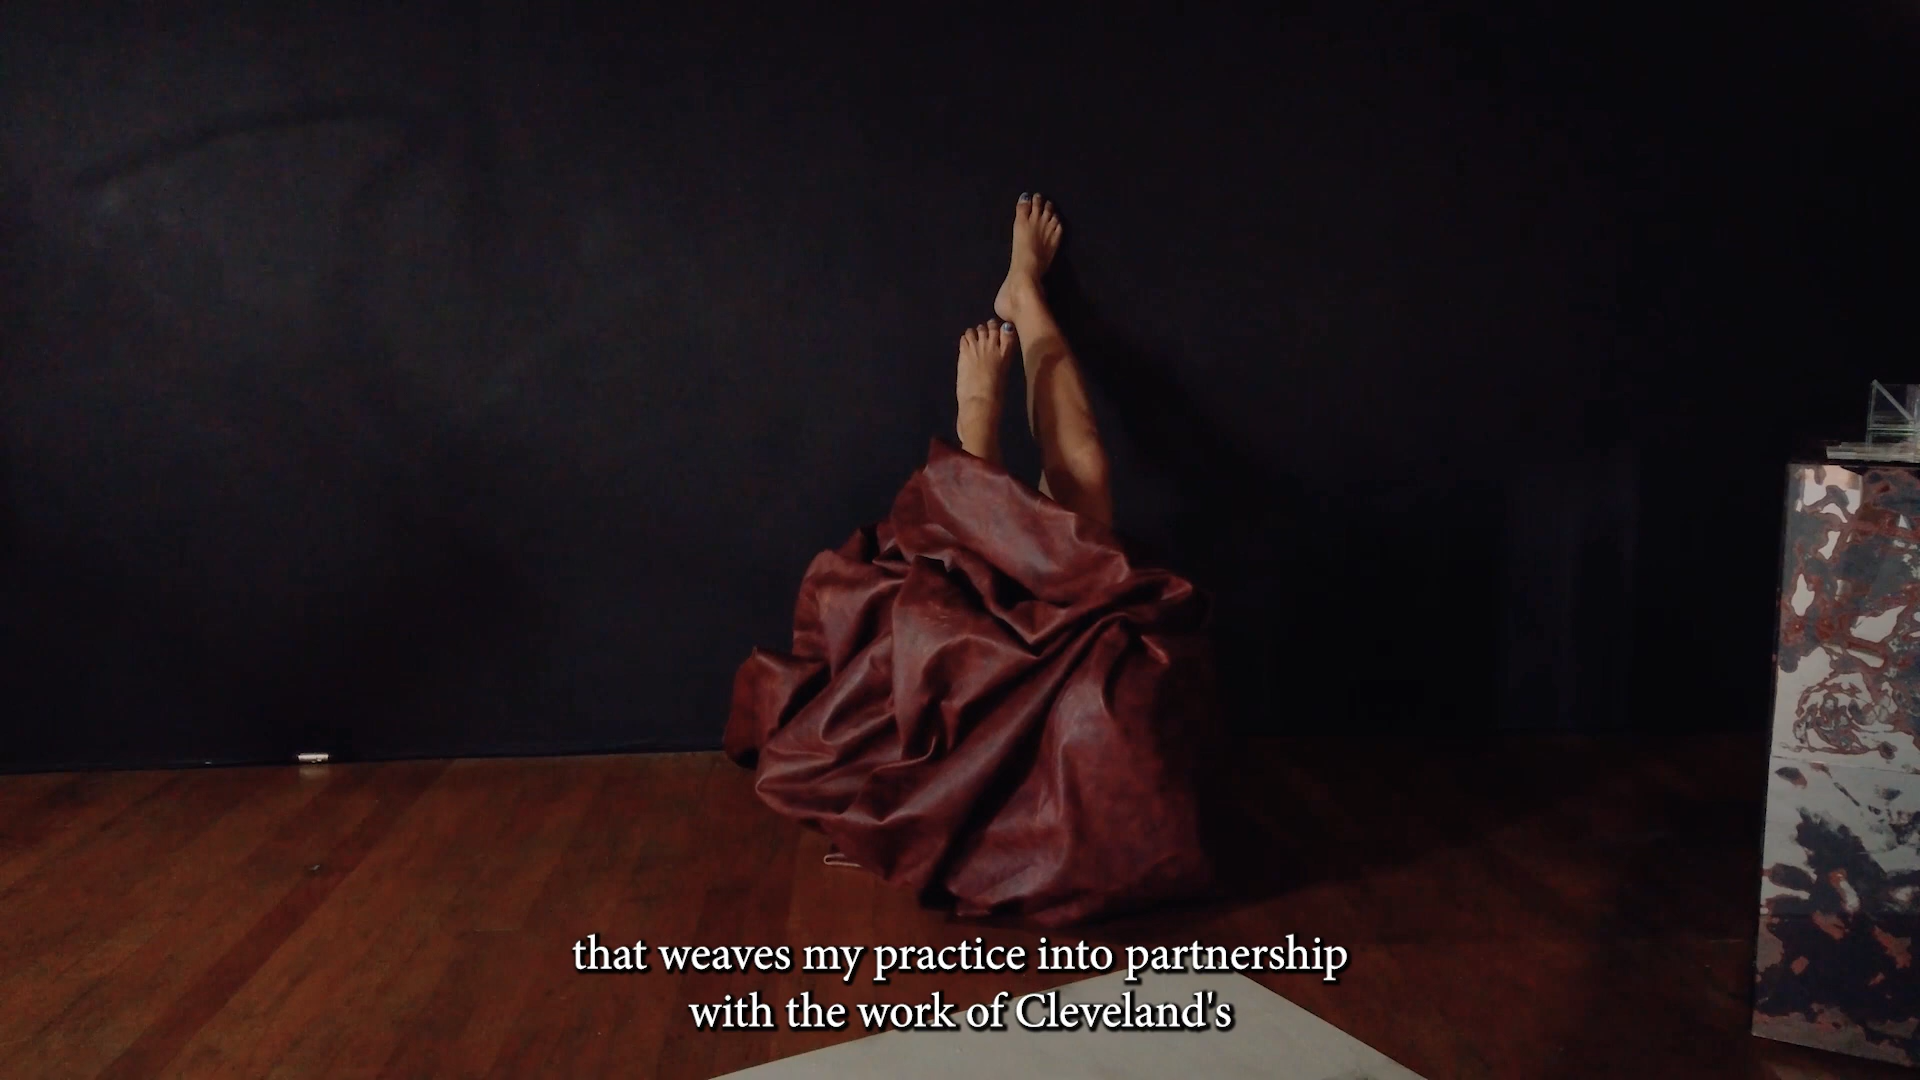 that weaves my practice into partnership
with the work of Cleveland's